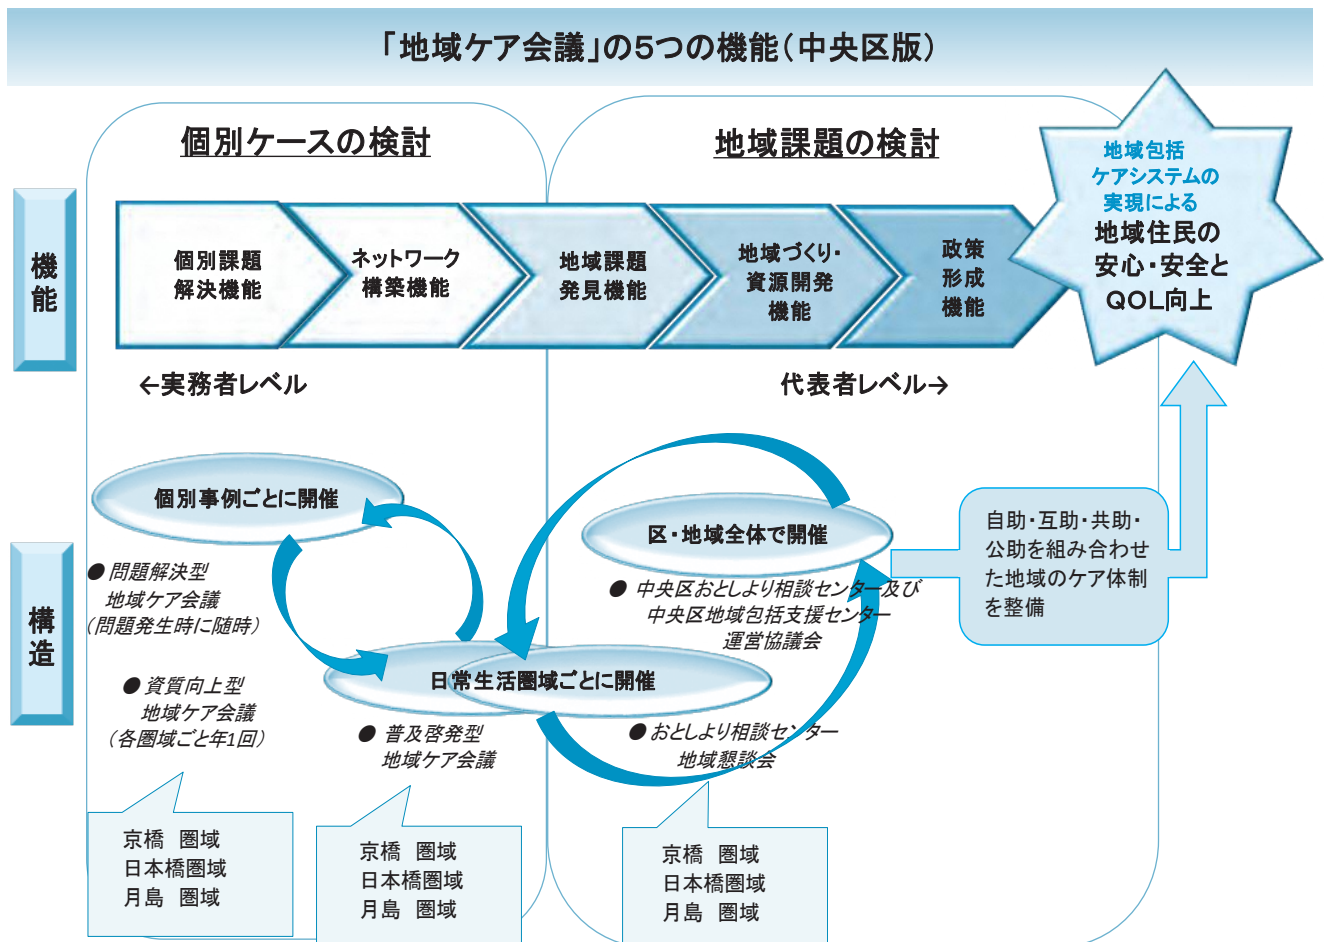 「地域ケア会議」の5つの機能（中央区版）
個別ケースの検討
地域課題の検討
機能
個別課題
解決機能
ネットワーク
構築機能
地域課題
発見機能
地域づくり・
資源開発
機能
政策
形成
機能
地域包括
ケアシステムの
実現による
地域住民の
安心・安全と
QOL向上
←実務者レベル
代表者レベル→
構造
個別事例ごとに開催
●問題解決型
地域ケア会議
（問題発生時に随時）
●資質向上型
地域ケア会議
（各圏域ごと年1回）
京橋　圏域
日本橋圏域
月島　圏域
日常生活圏域ごとに開催
●普及啓発型
地域ケア会議
京橋　圏域
日本橋圏域
月島　圏域
区・地域全体で開催
●中央区おとしより相談センター及び
中央区地域包括支援センター
運営協議会
●おとしより相談センター
地域懇談会
京橋　圏域
日本橋圏域
月島　圏域
自助・互助・共助・
公助を組み合わせ
た地域のケア体制
を整備